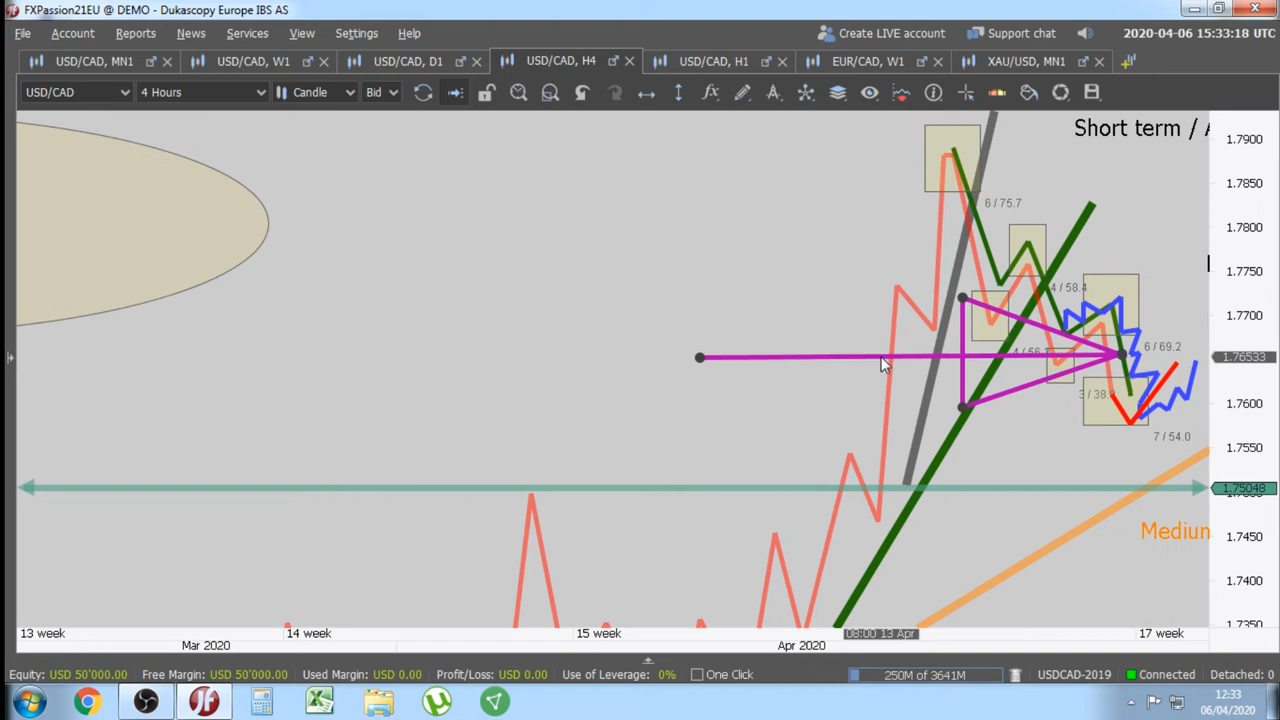 FXPassion21EU @ DEMO - Dukascopy Europe IBS AS
File Account Reports News Services View Settings Help Create LIVE account Support chat 2020-04-06 15:33:18 UTC
USD/CAD, MN1 USD/CAD, W1 USD/CAD, D1 USD/CAD, H4 USD/CAD, H1 EUR/CAD, W1 XAU/USD, MN1
USD/CAD 4 Hours Candle Bid
Short term /
1.7900
1.7850
6 / 75.7
1.7800
1.7750
4 / 58.4
1.7700
6 / 69.2
1.76533
1.7600
7 / 54.0
1.7550
1.75048
Medium
1.7450
1.7400
1.7350
13 week 14 week 15 week 08:00 13 Apr 17 week
Mar 2020 Apr 2020
Equity: USD 50'000.00 Free Margin: USD 50'000.00 Used Margin: USD 0.00 Profit/Loss: USD 0.00 Use of Leverage: 0% One Click 250M of 3641M USDCAD-2019 Connected Detached: 0
12:33
06/04/2020